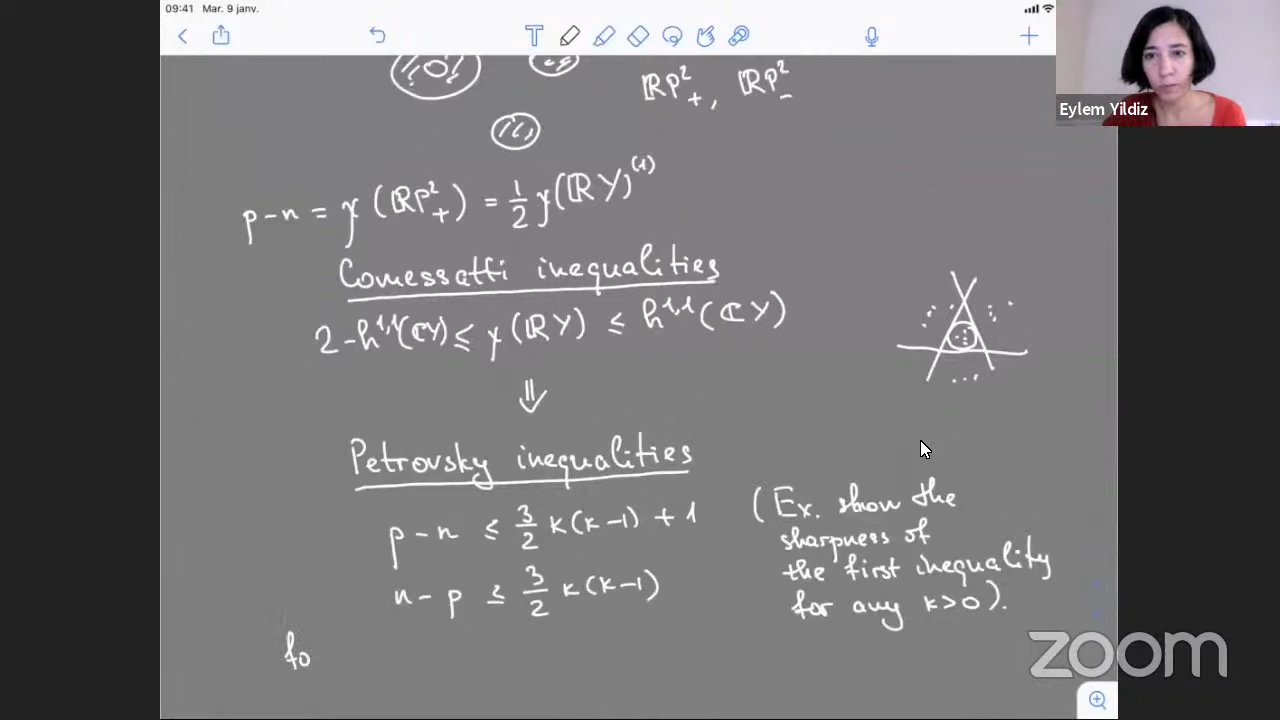 09:41 Mar. 9 janv.
Eylem Yildiz
ℝP²₊, ℝP²₋
p-n = χ(ℝP²₊) = 1/2 χ(ℝY)⁽¹⁾
Comessatti inequalities
2-h¹,¹(ℂY) ≤ χ(ℝY) ≤ h¹,¹(ℂY)
⇓
Petrovsky inequalities
p-n ≤ 3/2 k(k-1) + 1
n-p ≤ 3/2 k(k-1)
(Ex. show the
sharpness of
the first inequality
for any k>0).
fo
zoom